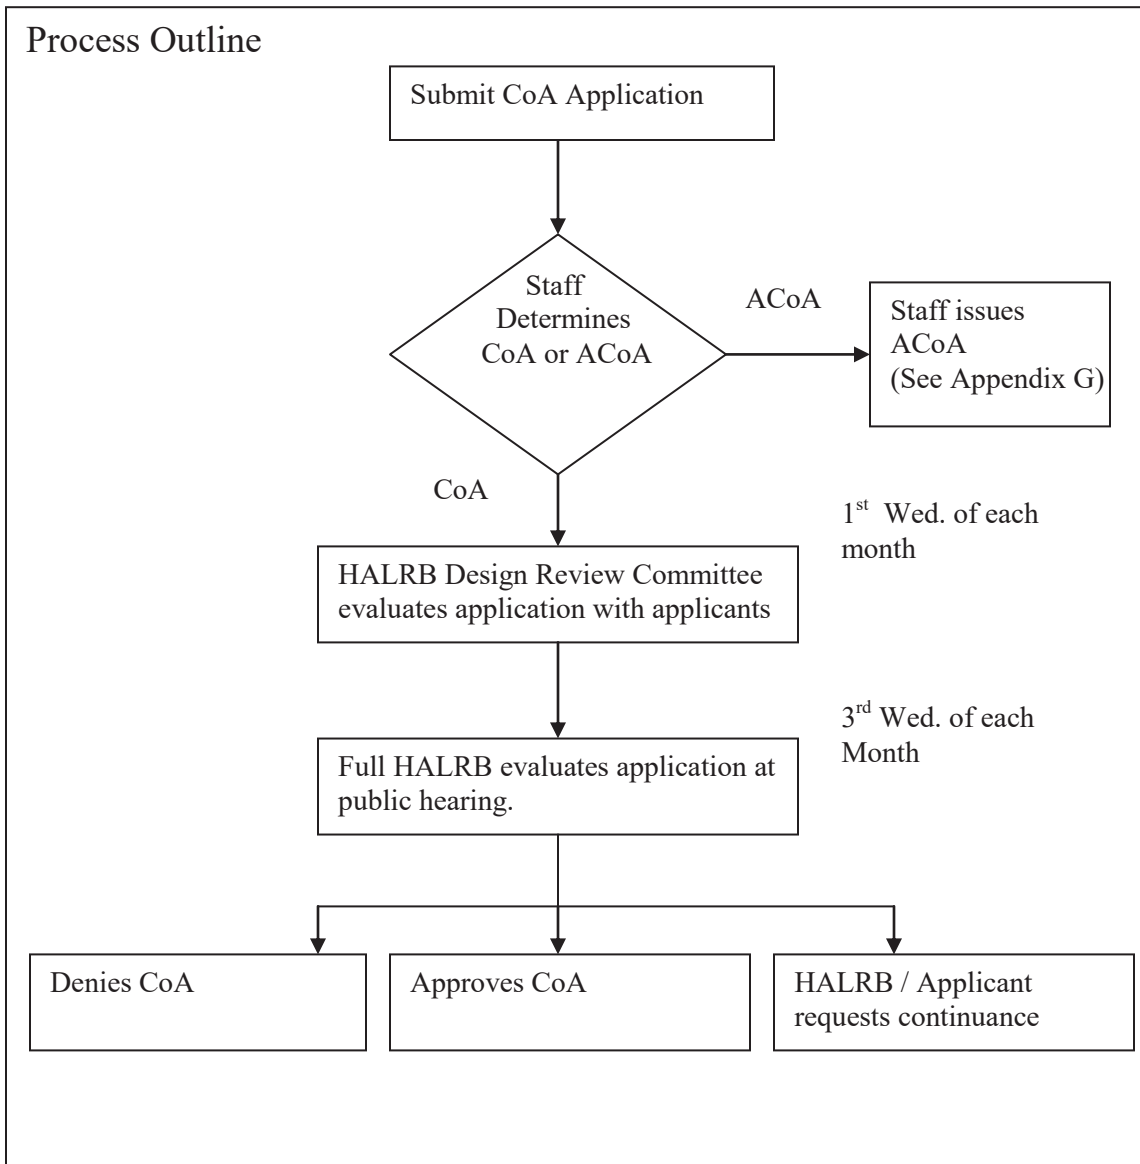 Process Outline
Submit CoA Application
Staff
Determines
CoA or ACoA
ACoA
Staff issues
ACoA
(See Appendix G)
CoA
1st Wed. of each
month
HALRB Design Review Committee
evaluates application with applicants
3rd Wed. of each
Month
Full HALRB evaluates application at
public hearing.
Denies CoA
Approves CoA
HALRB / Applicant
requests continuance